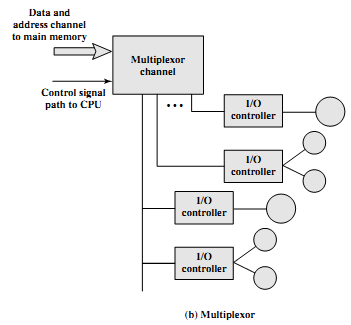 Data and
address channel
to main memory
Multiplexor
channel
Control signal
path to CPU
...
I/O
controller
I/O
controller
I/O
controller
I/O
controller
(b) Multiplexor